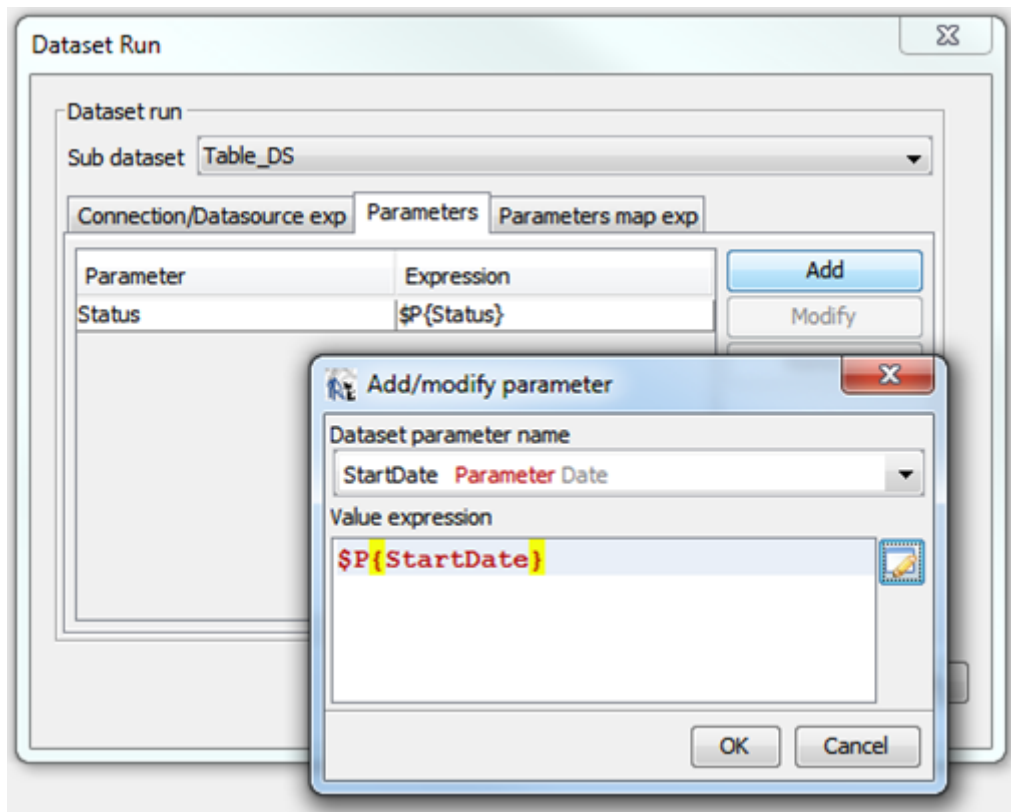 Dataset Run
Dataset run
Sub dataset Table_DS
Connection/Datasource exp Parameters Parameters map exp
Parameter Expression Add
Status $P{Status} Modify
Add/modify parameter
Dataset parameter name
StartDate Parameter Date
Value expression
$P{StartDate}
OK Cancel